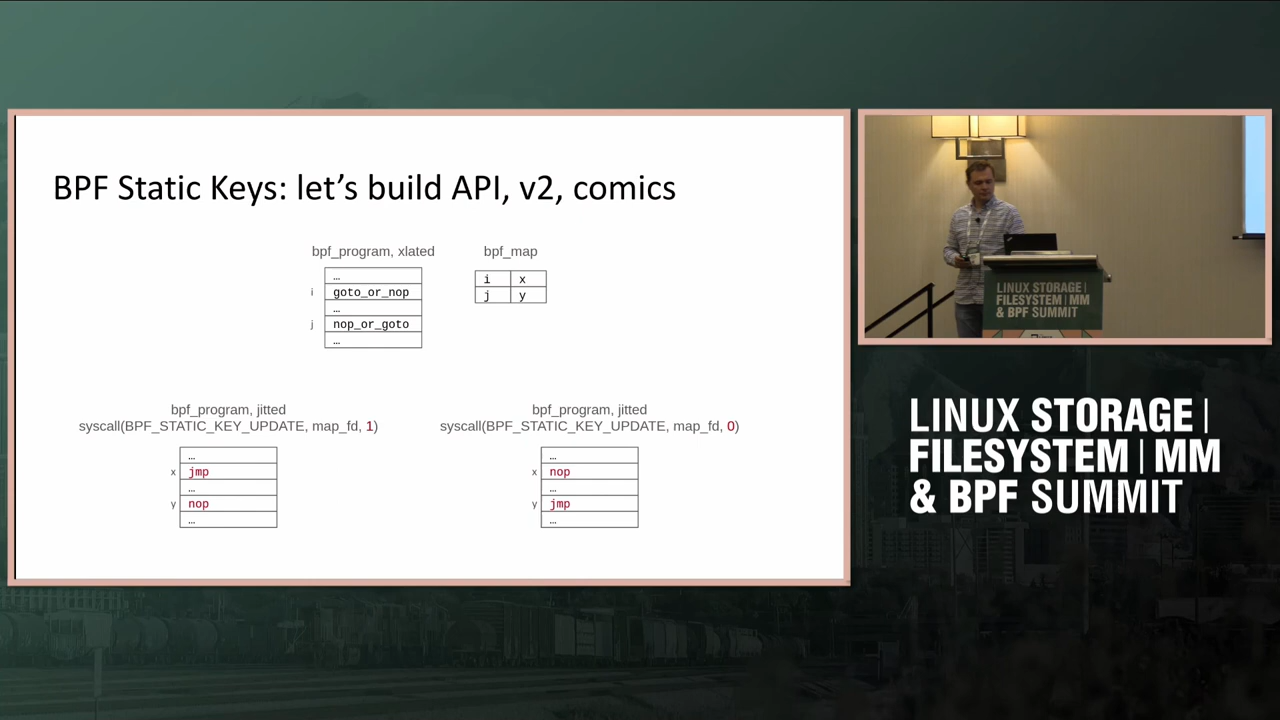 BPF Static Keys: let's build API, v2, comics
bpf_program, xlated
…
i goto_or_nop
…
j nop_or_goto
…
bpf_map
i x
j y
bpf_program, jitted
syscall(BPF_STATIC_KEY_UPDATE, map_fd, 1)
…
x jmp
…
y nop
…
bpf_program, jitted
syscall(BPF_STATIC_KEY_UPDATE, map_fd, 0)
…
x nop
…
y jmp
…
LINUX STORAGE |
FILESYSTEM | MM
& BPF SUMMIT
LINUX STORAGE |
FILESYSTEM | MM
& BPF SUMMIT